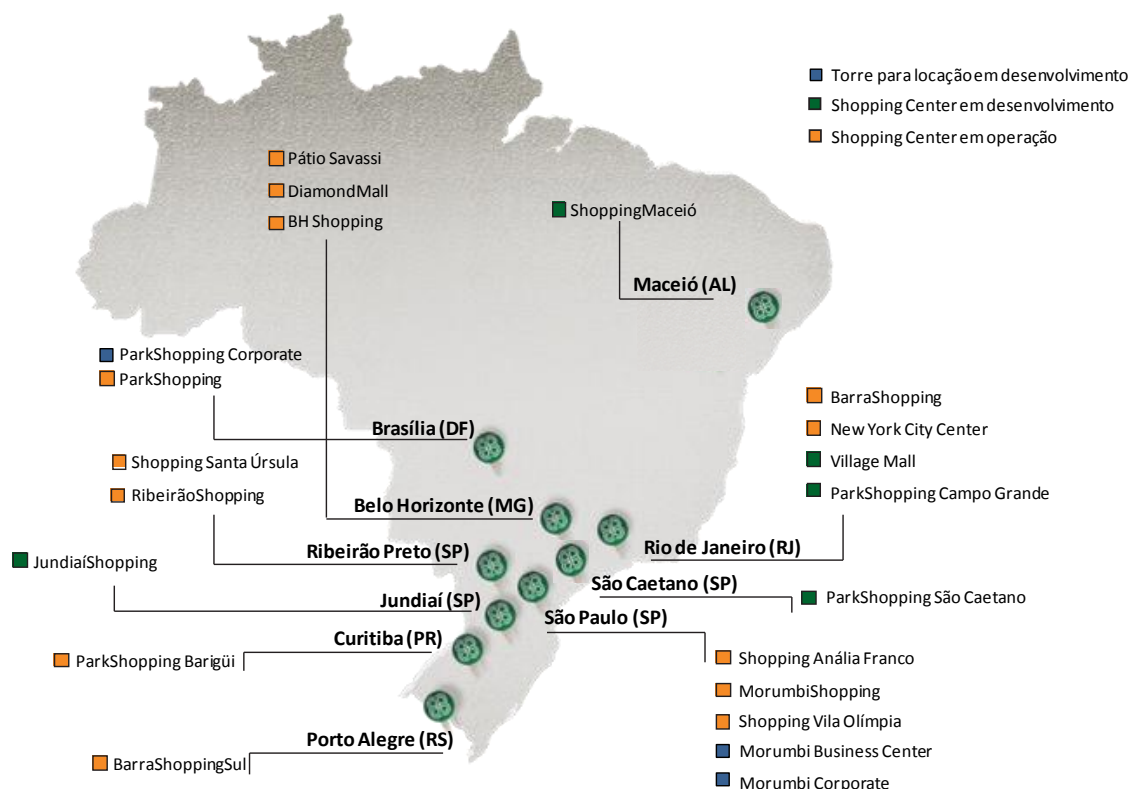 Torre para locação em desenvolvimento
Shopping Center em desenvolvimento
Shopping Center em operação
Pátio Savassi
DiamondMall
BH Shopping
ShoppingMaceió
Maceió (AL)
ParkShopping Corporate
ParkShopping
Brasília (DF)
BarraShopping
New York City Center
Village Mall
ParkShopping Campo Grande
Shopping Santa Úrsula
RibeirãoShopping
Belo Horizonte (MG)
Ribeirão Preto (SP)
Rio de Janeiro (RJ)
JundiaíShopping
Jundiaí (SP)
São Caetano (SP)
ParkShopping São Caetano
São Paulo (SP)
Curitiba (PR)
ParkShopping Barigüi
Shopping Anália Franco
MorumbiShopping
Shopping Vila Olímpia
Morumbi Business Center
Morumbi Corporate
Porto Alegre (RS)
BarraShoppingSul